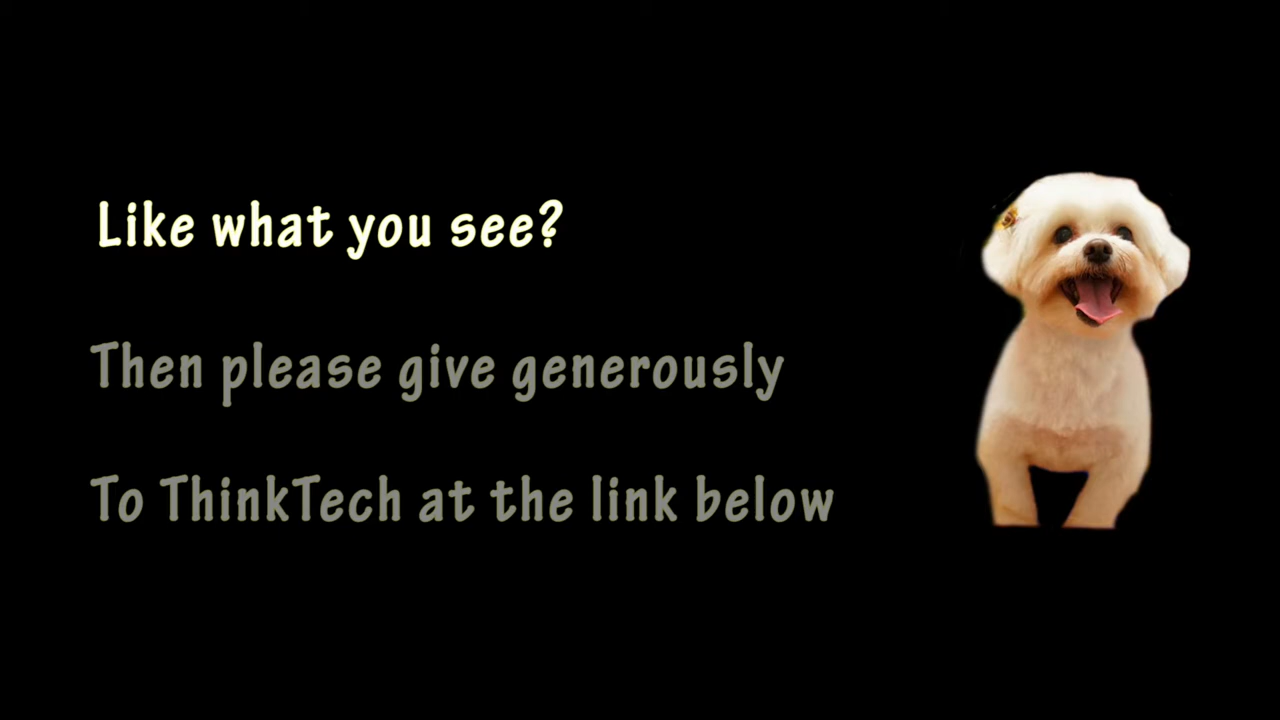 Like what you see?
Then please give generously
To ThinkTech at the link below